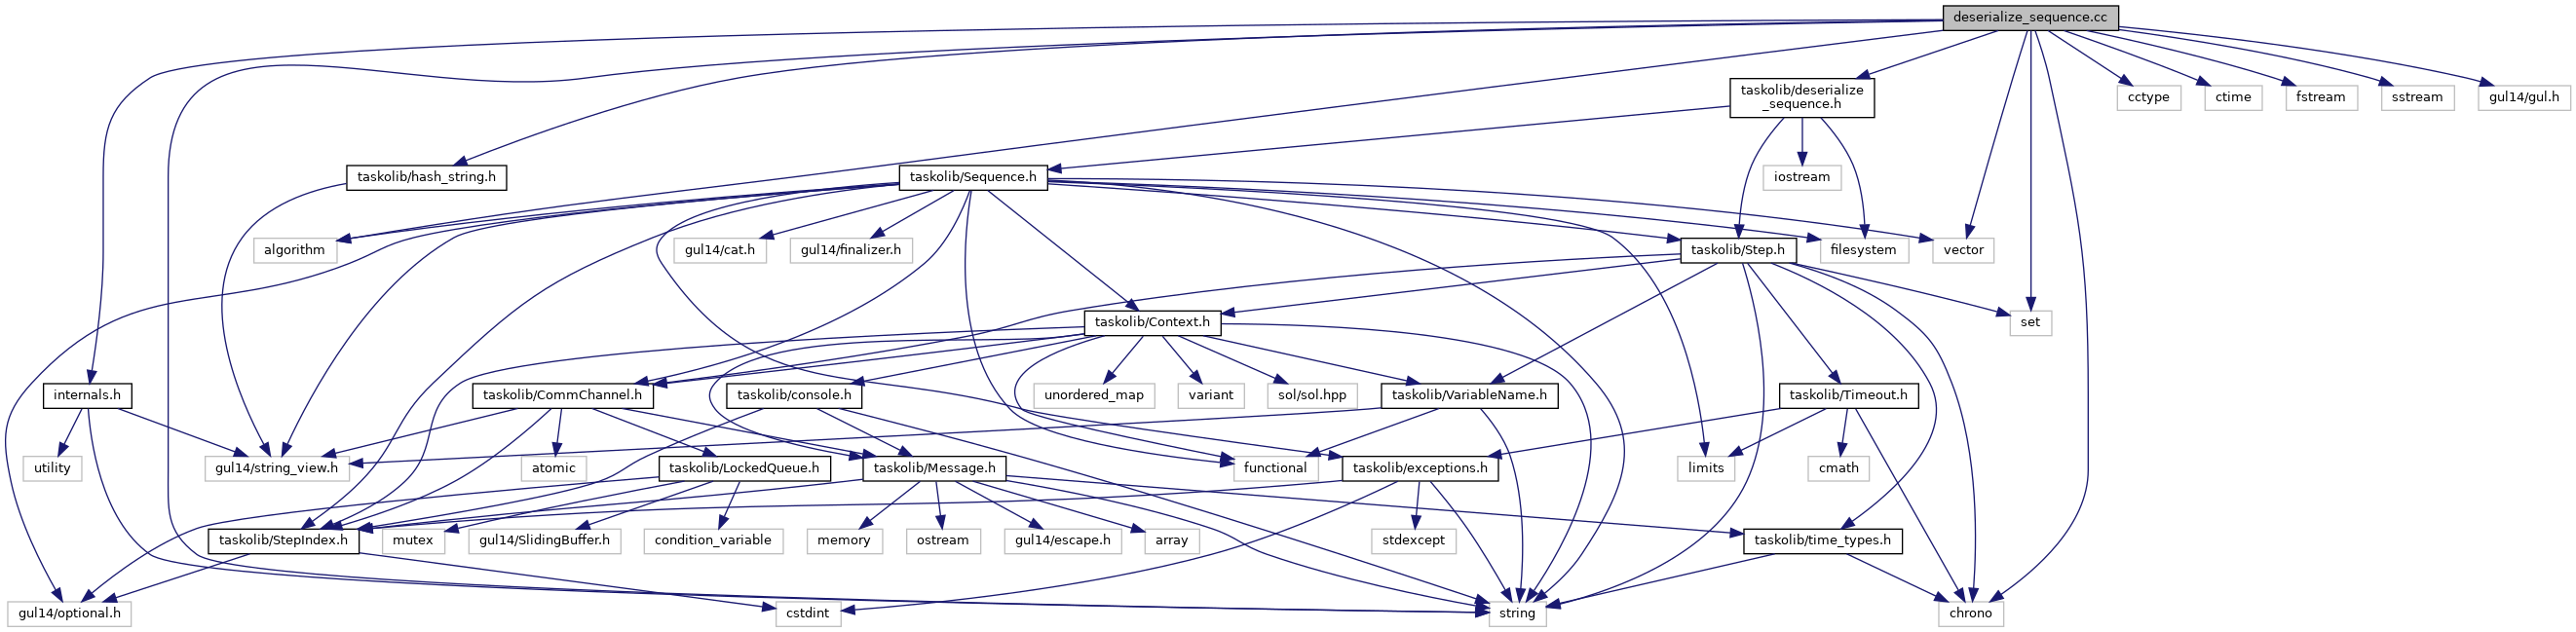 deserialize_sequence.cc
taskolib/deserialize
_sequence.h
cctype
ctime
fstream
sstream
gul14/gul.h
taskolib/hash_string.h
taskolib/Sequence.h
iostream
algorithm
gul14/cat.h
gul14/finalizer.h
taskolib/Step.h
filesystem
vector
taskolib/Context.h
set
internals.h
taskolib/CommChannel.h
taskolib/console.h
unordered_map
variant
sol/sol.hpp
taskolib/VariableName.h
taskolib/Timeout.h
utility
gul14/string_view.h
atomic
taskolib/LockedQueue.h
taskolib/Message.h
functional
taskolib/exceptions.h
limits
cmath
taskolib/StepIndex.h
mutex
gul14/SlidingBuffer.h
condition_variable
memory
ostream
gul14/escape.h
array
stdexcept
taskolib/time_types.h
gul14/optional.h
cstdint
string
chrono